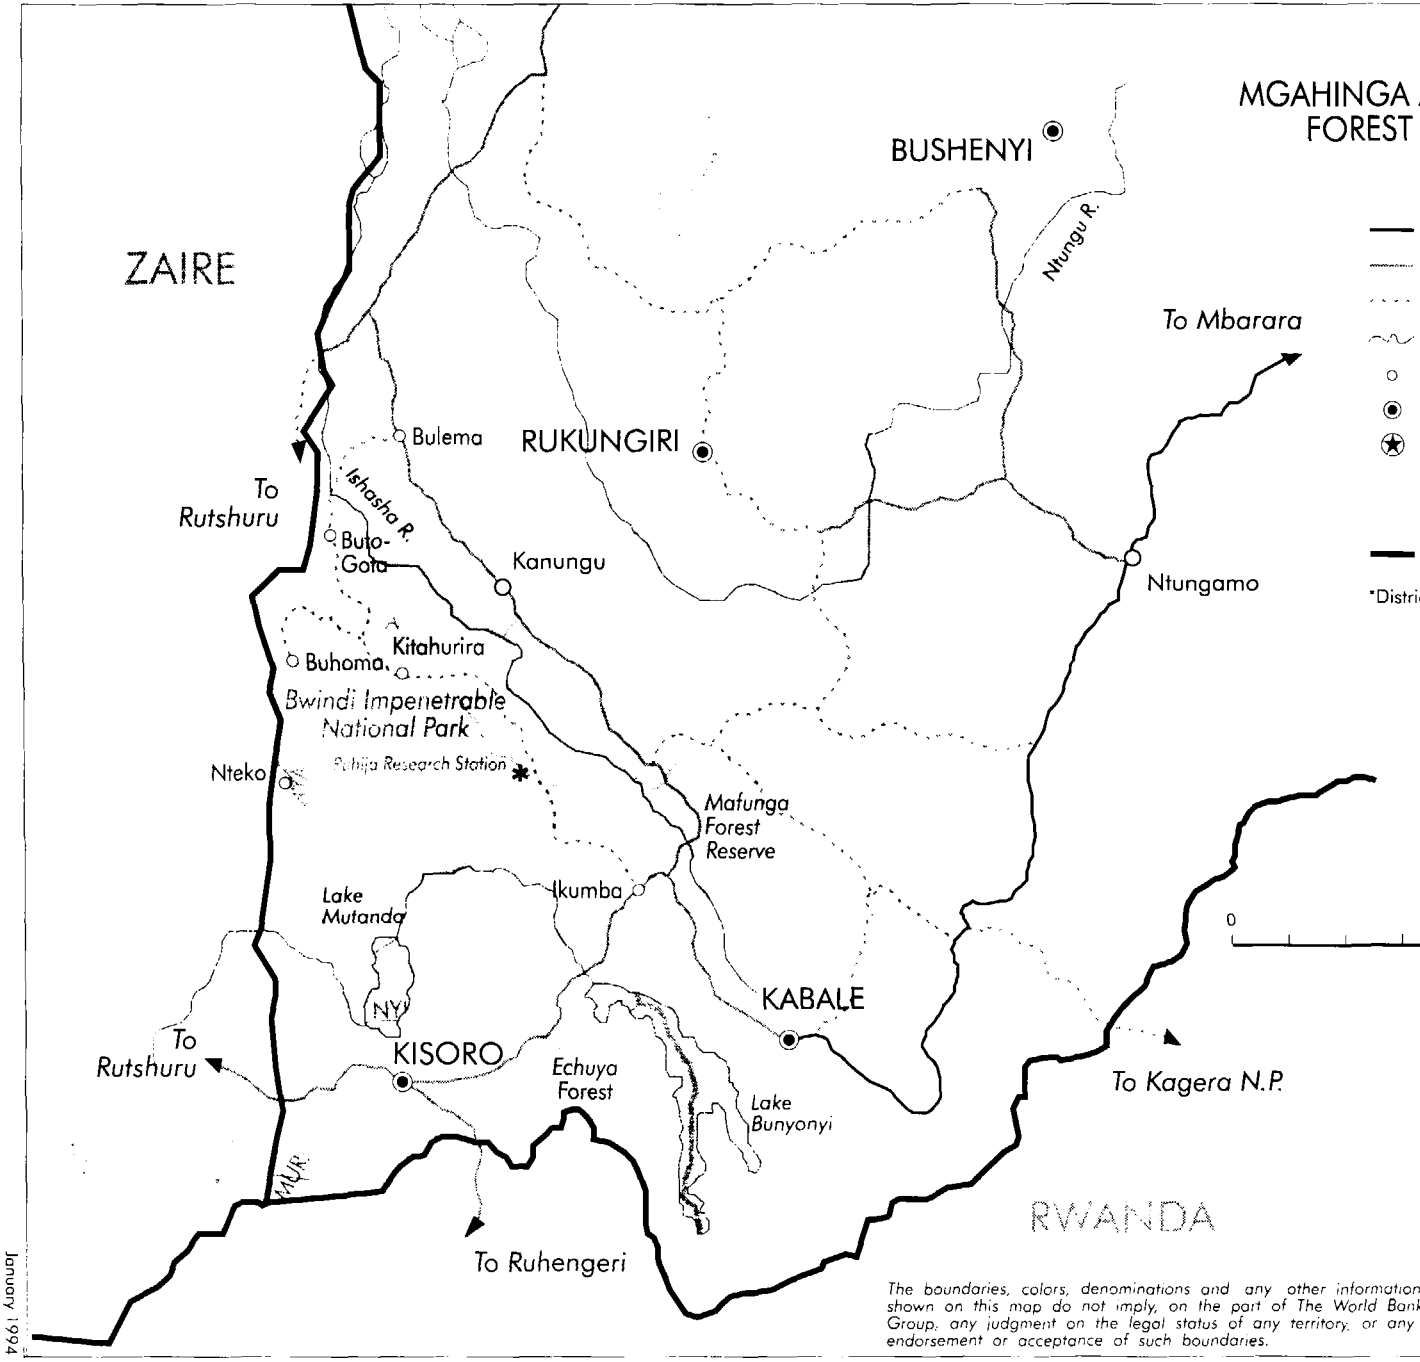 MGAHINGA
FOREST
BUSHENYI
Ntungu R.
ZAIRE
To Mbarara
Bulema
RUKUNGIRI
Ishasha R.
To
Rutshuru
Buto-
Gota
Kanungu
Ntungamo
*Distric
Kitahurira
Buhoma
Bwindi Impenetrable
National Park
Nteko
Ruhija Research Station
Mafunga
Forest
Reserve
Ikumba
Lake
Mutanda
0
NY
KABALE
To
Rutshuru
KISORO
Echuya
Forest
To Kagera N.P.
Lake
Bunyonyi
MUR.
RWANDA
To Ruhengeri
January 1994
The boundaries, colors, denominations and any other information
shown on this map do not imply, on the part of The World Bank
Group, any judgment on the legal status of any territory, or any
endorsement or acceptance of such boundaries.